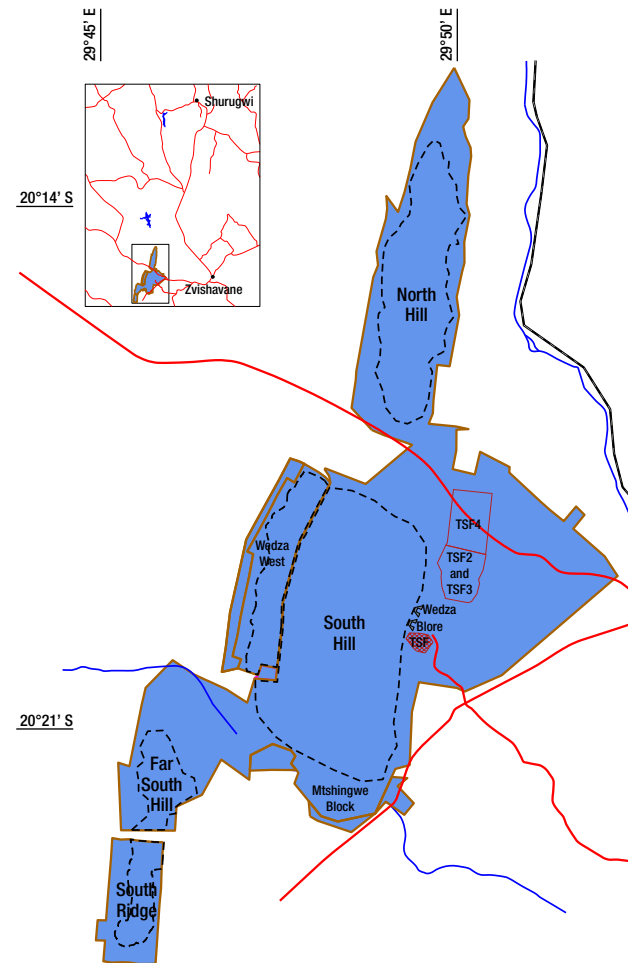 29°45' E
29°50' E
Shurugwi
20°14' S
Zvishavane
North
Hill
TSF4
Wedza
West
TSF2
and
TSF3
Wedza
Blore
South
Hill
TSF
20°21' S
Far
South
Hill
Mtshingwe
Block
South
Ridge